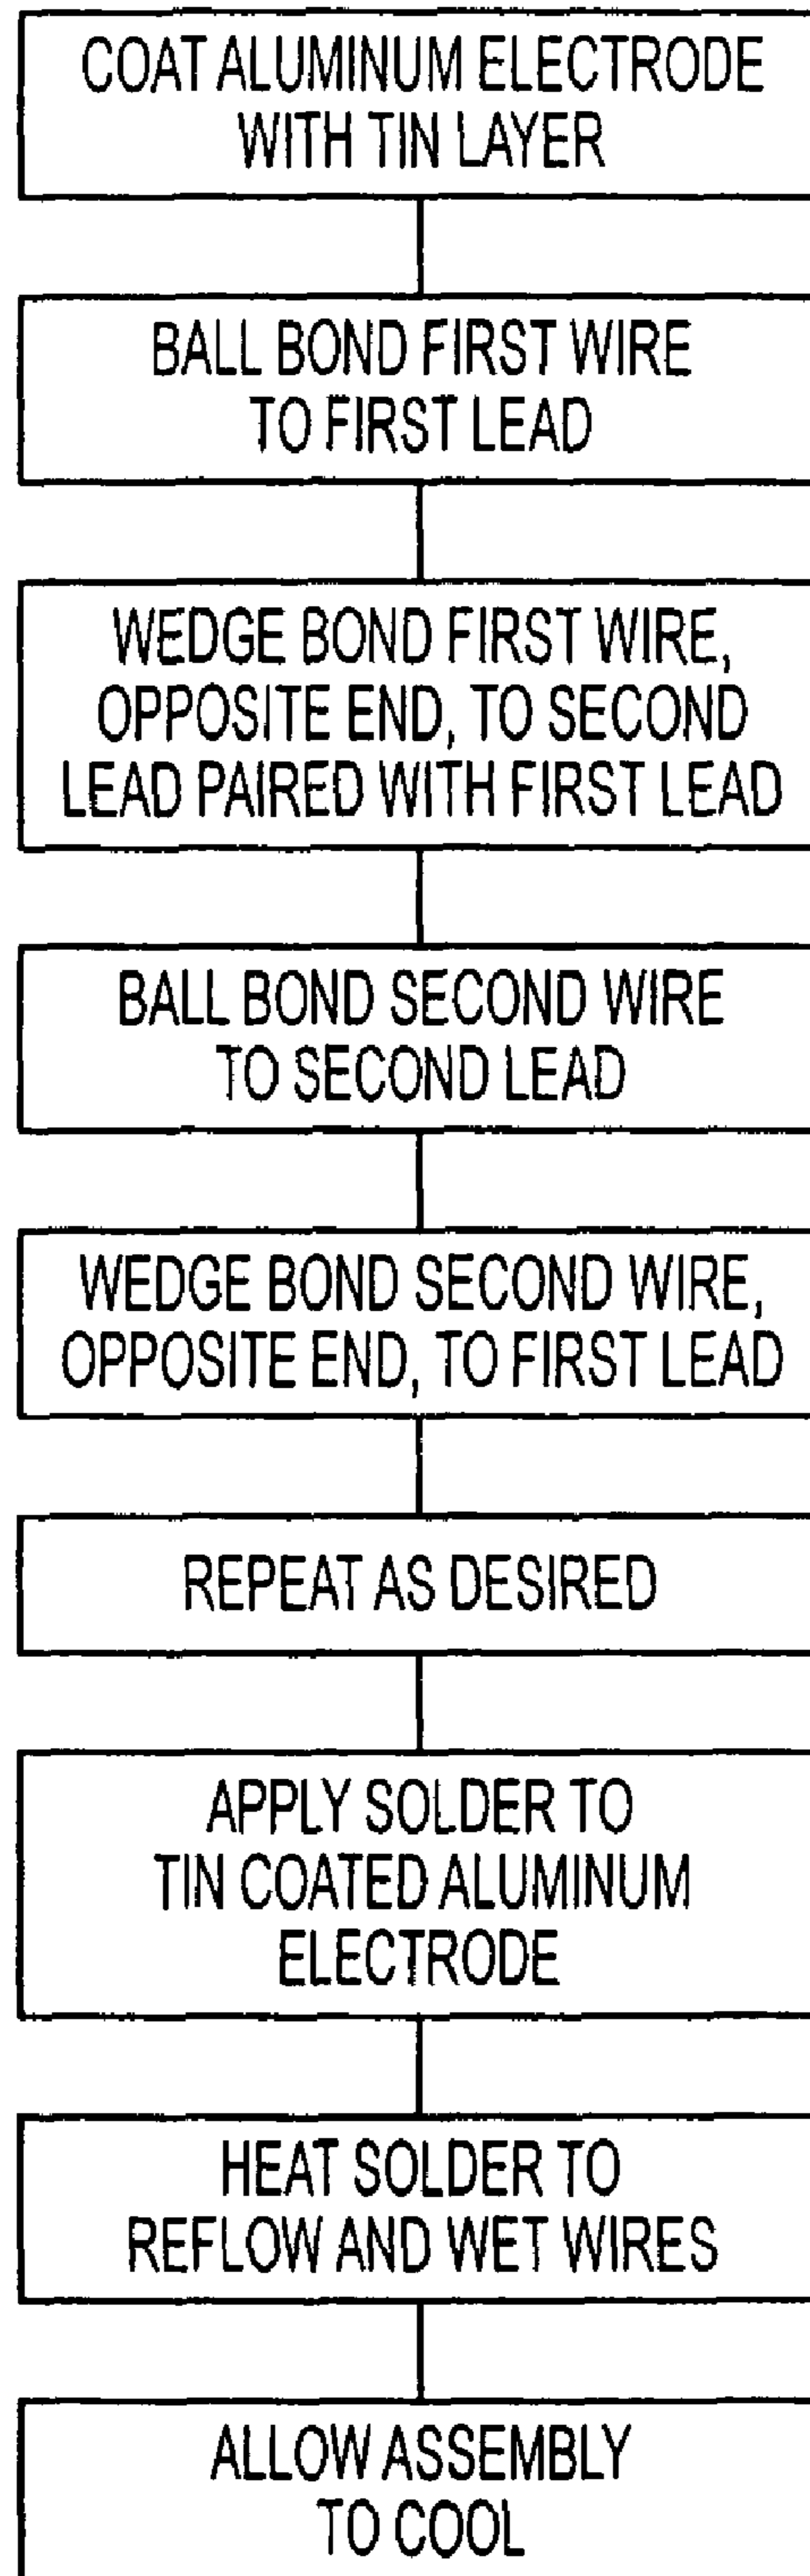 COAT ALUMINUM ELECTRODE
WITH TIN LAYER
BALL BOND FIRST WIRE
TO FIRST LEAD
WEDGE BOND FIRST WIRE,
OPPOSITE END, TO SECOND
LEAD PAIRED WITH FIRST LEAD
BALL BOND SECOND WIRE
TO SECOND LEAD
WEDGE BOND SECOND WIRE,
OPPOSITE END, TO FIRST LEAD
REPEAT AS DESIRED
APPLY SOLDER TO
TIN COATED ALUMINUM
ELECTRODE
HEAT SOLDER TO
REFLOW AND WET WIRES
ALLOW ASSEMBLY
TO COOL